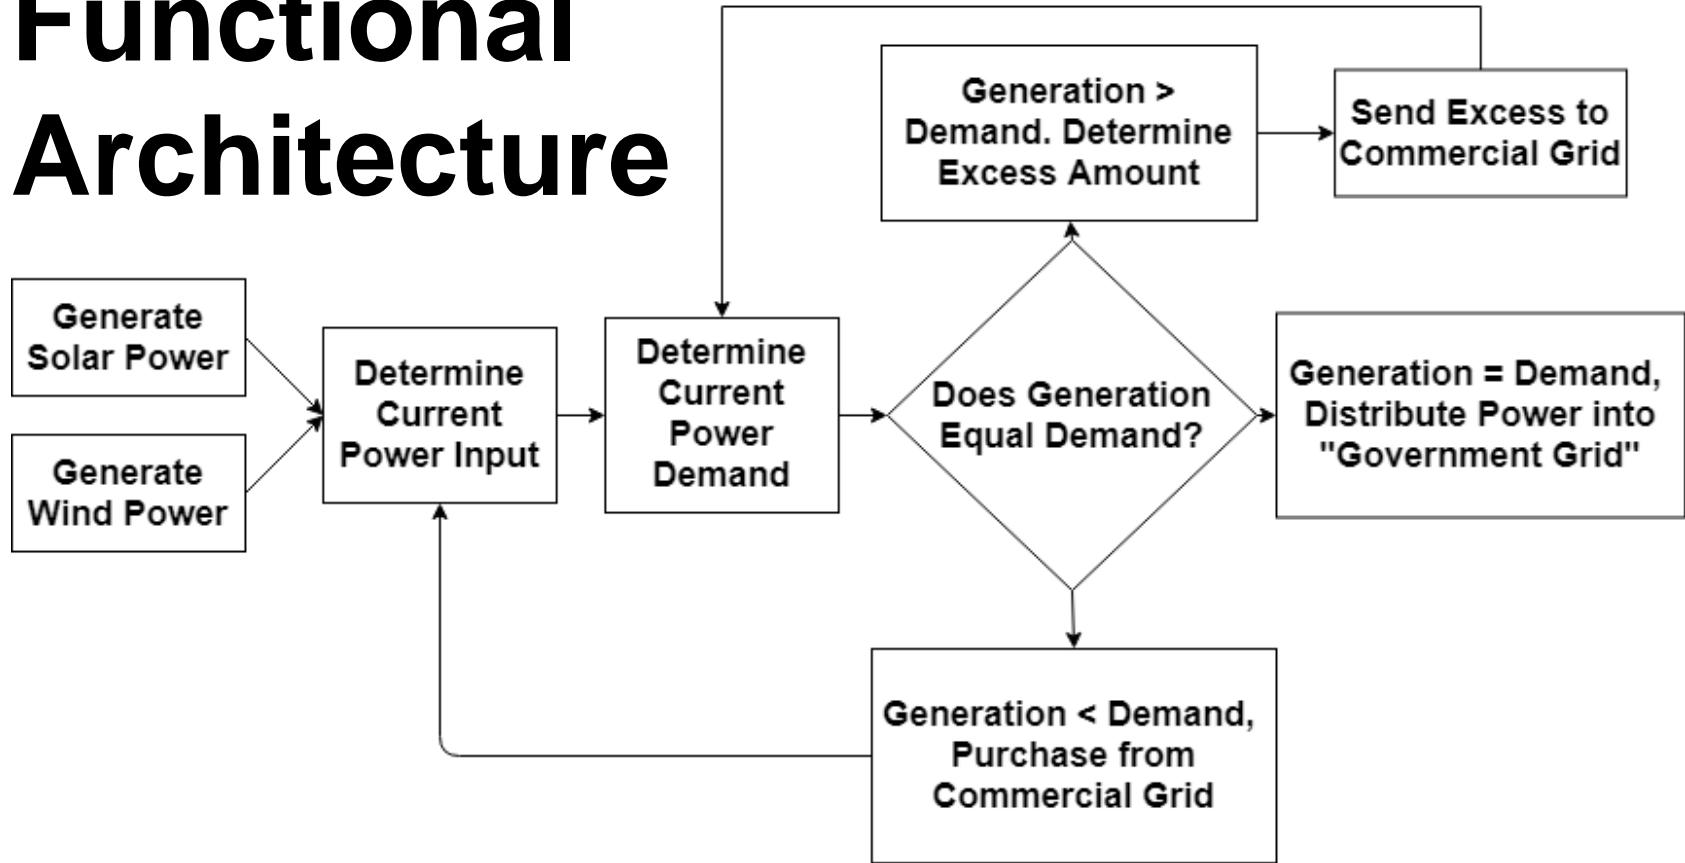 Functional
Architecture
Generation >
Demand. Determine
Excess Amount
Send Excess to
Commercial Grid
Generate
Solar Power
Generate
Wind Power
Determine
Current
Power Input
Determine
Current
Power
Demand
Does Generation
Equal Demand?
Generation = Demand,
Distribute Power into
"Government Grid"
Generation < Demand,
Purchase from
Commercial Grid